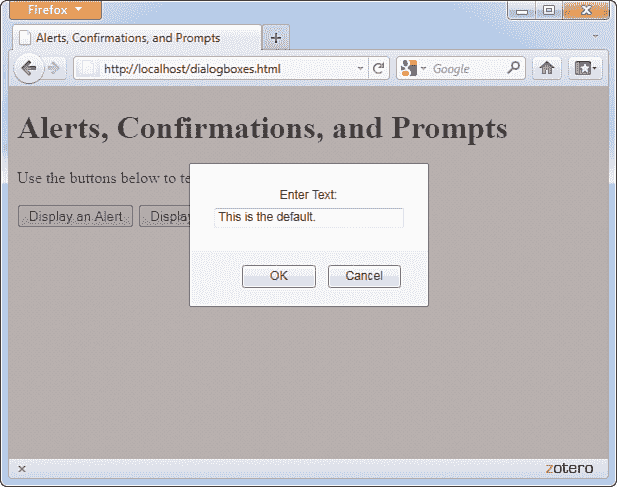 Firefox
Alerts, Confirmations, and Prompts
http://localhost/dialogboxes.html
Google
Alerts, Confirmations, and Prompts
Use the buttons below to te
Display an Alert
Display
Enter Text:
This is the default.
OK
Cancel
zotero